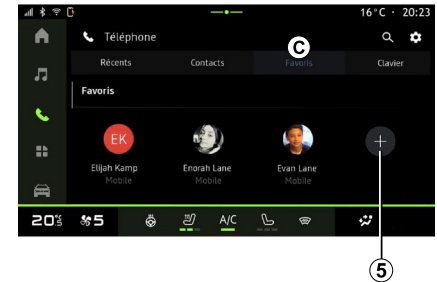 16°C · 20:23
Téléphone
C
Récents Contacts Favoris Clavier
Favoris
EK
Elijah Kamp Enorah Lane Evan Lane
Mobile Mobile Mobile
20°5 5 A/C
5